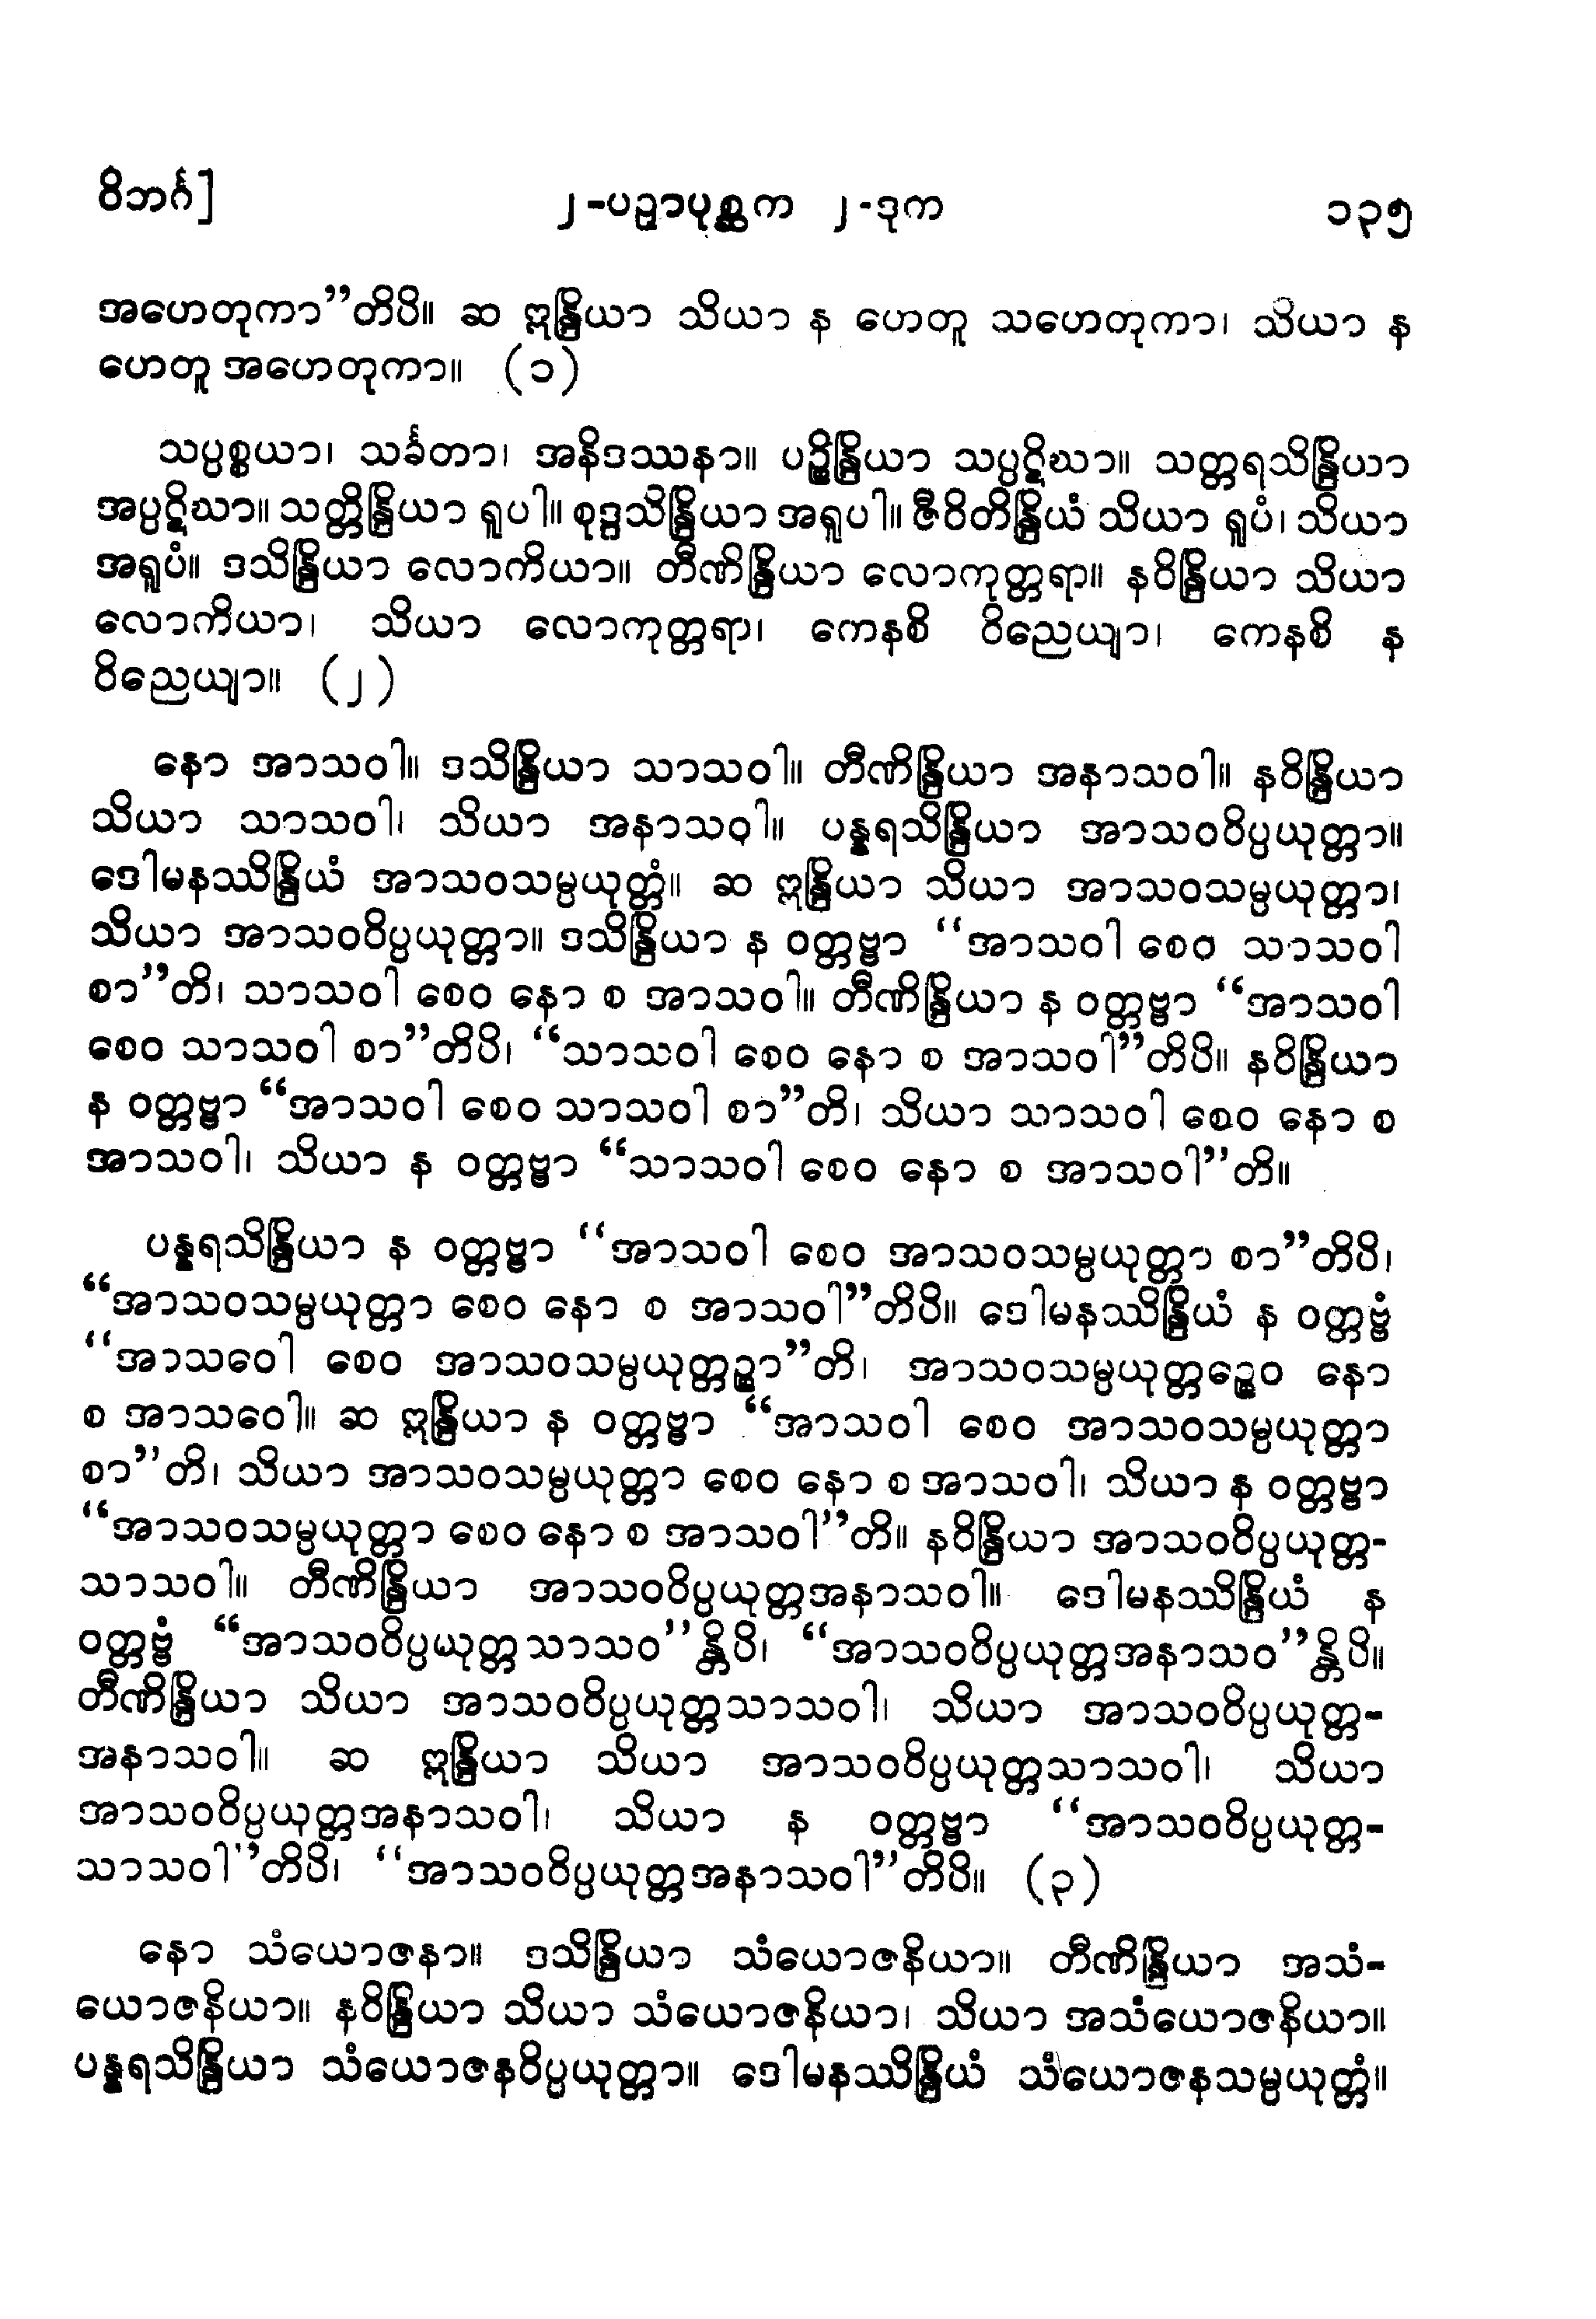 ဝိဘင်္ဂ]	၂-ပဉှာပုစ္ဆက ၂-ဒုက	၁၃၅
အဟေတုကာ”တိပိ။ ဆ ဣန္ဒြိယာ သိယာ န ဟေတူ သဟေတုကာ၊ သိယာ န
ဟေတူ အဟေတုကာ။ (၁)
သပ္ပစ္စယာ၊ သင်္ခတာ၊ အနိဒဿနာ။ ပဉ္စိန္ဒြိယာ သပ္ပဋိဃာ။ သတ္တရသိန္ဒြိယာ
အပ္ပဋိဃာ။ သတ္တိန္ဒြိယာ ရူပါ။ စုဒ္ဒသိန္ဒြိယာ အရူပါ။ ဇီဝိတိန္ဒြိယံ သိယာ ရူပံ၊ သိယာ
အရူပံ။ ဒသိန္ဒြိယာ လောကိယာ။ တီဏိန္ဒြိယာ လောကုတ္တရာ။ နဝိန္ဒြိယာ သိယာ
လောကိယာ၊ သိယာ လောကုတ္တရာ၊ ကေနစိ ဝိညေယျာ၊ ကေနစိ န
ဝိညေယျာ။ (၂)
နော အာသဝါ။ ဒသိန္ဒြိယာ သာသဝါ။ တီဏိန္ဒြိယာ အနာသဝါ။ နဝိန္ဒြိယာ
သိယာ သာသဝါ၊ သိယာ အနာသဝါ။ ပန္နရသိန္ဒြိယာ အာသဝဝိပ္ပယုတ္တာ။
ဒေါမနဿိန္ဒြိယံ အာသဝသမ္ပယုတ္တံ။ ဆ ဣန္ဒြိယာ သိယာ အာသဝသမ္ပယုတ္တာ၊
သိယာ အာသဝဝိပ္ပယုတ္တာ။ ဒသိန္ဒြိယာ န ဝတ္တဗ္ဗာ “အာသဝါ စေဝ သာသဝါ
စာ”တိ၊ သာသဝါ စေဝ နော စ အာသဝါ။ တီဏိန္ဒြိယာ န ဝတ္တဗ္ဗာ “အာသဝါ
စေဝ သာသဝါ စာ”တိပိ၊ “သာသဝါ စေဝ နော စ အာသဝါ”တိပိ။ နဝိန္ဒြိယာ
န ဝတ္တဗ္ဗာ “အာသဝါ စေဝ သာသဝါ စာ”တိ၊ သိယာ သာသဝါ စေဝ နော စ
အာသဝါ၊ သိယာ န ဝတ္တဗ္ဗာ “သာသဝါ စေဝ နော စ အာသဝါ”တိ။
ပန္နရသိန္ဒြိယာ န ဝတ္တဗ္ဗာ “အာသဝါ စေဝ အာသဝသမ္ပယုတ္တာ စာ”တိပိ၊
“အာသဝသမ္ပယုတ္တာ စေဝ နော စ အာသဝါ”တိပိ။ ဒေါမနဿိန္ဒြိယံ န ဝတ္တဗ္ဗံ
“အာသဝေါ စေဝ အာသဝသမ္ပယုတ္တဉ္စာ”တိ၊ အာသဝသမ္ပယုတ္တဉ္စေဝ နော
စ အာသဝေါ။ ဆ ဣန္ဒြိယာ န ဝတ္တဗ္ဗာ “အာသဝါ စေဝ အာသဝသမ္ပယုတ္တာ
စာ”တိ၊ သိယာ အာသဝသမ္ပယုတ္တာ စေဝ နော စ အာသဝါ၊ သိယာ န ဝတ္တဗ္ဗာ
“အာသဝသမ္ပယုတ္တာ စေဝ နော စ အာသဝါ”တိ။ နဝိန္ဒြိယာ အာသဝဝိပ္ပယုတ္တ-
သာသဝါ။ တီဏိန္ဒြိယာ အာသဝဝိပ္ပယုတ္တအနာသဝါ။ ဒေါမနဿိန္ဒြိယံ န
ဝတ္တဗ္ဗံ “အာသဝဝိပ္ပယုတ္တသာသဝ”န္တိပိ၊ “အာသဝဝိပ္ပယုတ္တအနာသဝ”န္တိပိ။
တီဏိန္ဒြိယာ သိယာ အာသဝဝိပ္ပယုတ္တသာသဝါ၊ သိယာ အာသဝဝိပ္ပယုတ္တ-
အနာသဝါ။ ဆ ဣန္ဒြိယာ သိယာ အာသဝဝိပ္ပယုတ္တသာသဝါ၊ သိယာ
အာသဝဝိပ္ပယုတ္တအနာသဝါ၊ သိယာ န ဝတ္တဗ္ဗာ “အာသဝဝိပ္ပယုတ္တ-
သာသဝါ”တိပိ၊ “အာသဝဝိပ္ပယုတ္တအနာသဝါ”တိပိ။ (၃)
နော သံယောဇနာ။ ဒသိန္ဒြိယာ သံယောဇနိယာ။ တီဏိန္ဒြိယာ အသံ-
ယောဇနိယာ။ နဝိန္ဒြိယာ သိယာ သံယောဇနိယာ၊ သိယာ အသံယောဇနိယာ။
ပန္နရသိန္ဒြိယာ သံယောဇနဝိပ္ပယုတ္တာ။ ဒေါမနဿိန္ဒြိယံ သံယောဇနသမ္ပယုတ္တံ။